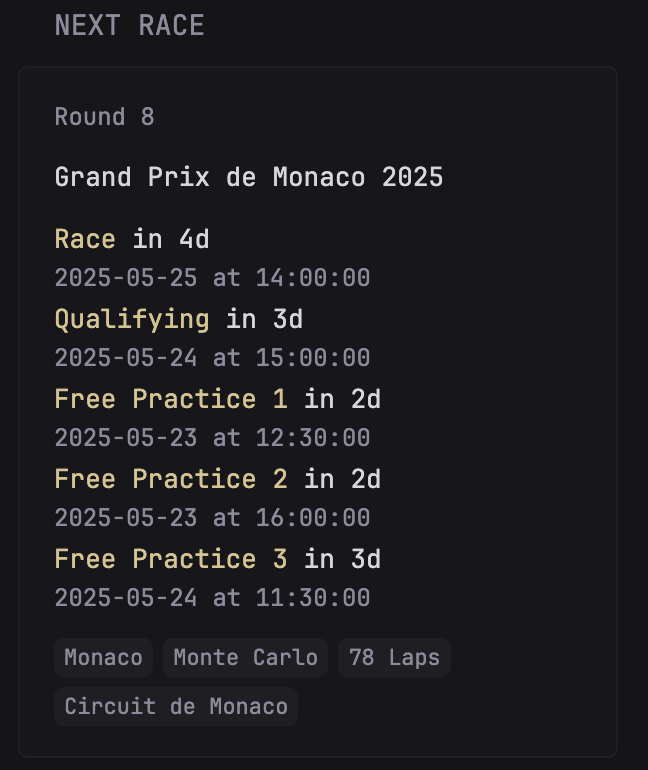 NEXT RACE
Round 8
Grand Prix de Monaco 2025
Race in 4d
2025-05-25 at 14:00:00
Qualifying in 3d
2025-05-24 at 15:00:00
Free Practice 1 in 2d
2025-05-23 at 12:30:00
Free Practice 2 in 2d
2025-05-23 at 16:00:00
Free Practice 3 in 3d
2025-05-24 at 11:30:00
Monaco Monte Carlo 78 Laps
Circuit de Monaco